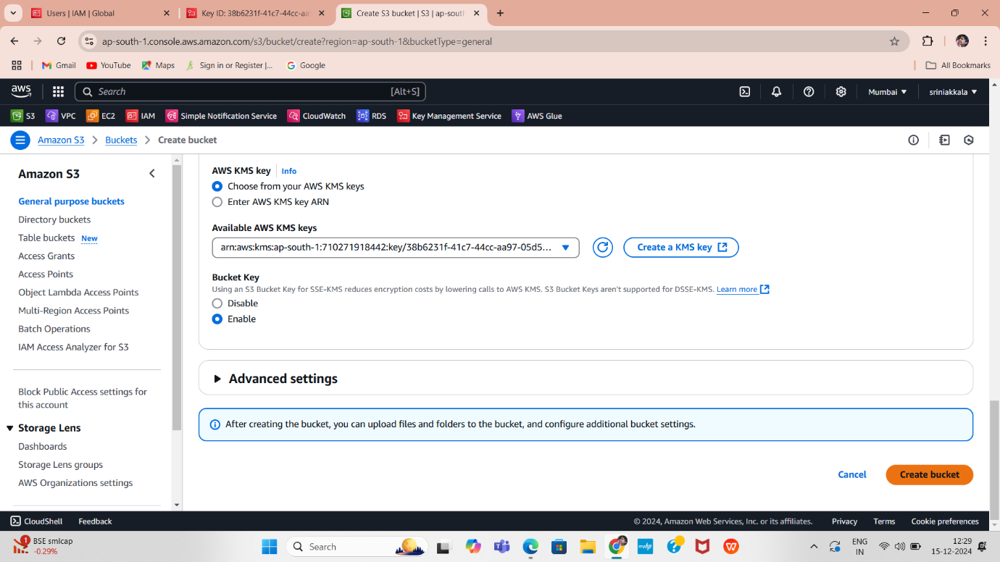 Users | IAM | Global
Key ID: 38b6231f-41c7-44cc-aa
Create S3 bucket | S3 | ap-south
ap-south-1.console.aws.amazon.com/s3/bucket/create?region=ap-south-1&bucketType=general
Gmail
YouTube
Maps
Sign in or Register |...
Google
All Bookmarks
aws
Search
[Alt+S]
Mumbai
sriniakkala
S3
VPC
EC2
IAM
Simple Notification Service
CloudWatch
RDS
Key Management Service
AWS Glue
Amazon S3
Buckets
Create bucket
Amazon S3
General purpose buckets
Directory buckets
Table buckets New
Access Grants
Access Points
Object Lambda Access Points
Multi-Region Access Points
Batch Operations
IAM Access Analyzer for S3
Block Public Access settings for
this account
Storage Lens
Dashboards
Storage Lens groups
AWS Organizations settings
AWS KMS key Info
Choose from your AWS KMS keys
Enter AWS KMS key ARN
Available AWS KMS keys
arn:aws:kms:ap-south-1:710271918442:key/38b6231f-41c7-44cc-aa97-05d5...
Create a KMS key
Bucket Key
Using an S3 Bucket Key for SSE-KMS reduces encryption costs by lowering calls to AWS KMS. S3 Bucket Keys aren't supported for DSSE-KMS. Learn more
Disable
Enable
Advanced settings
After creating the bucket, you can upload files and folders to the bucket, and configure additional bucket settings.
Cancel
Create bucket
CloudShell
Feedback
© 2024, Amazon Web Services, Inc. or its affiliates.
Privacy
Terms
Cookie preferences
1
BSE smlcap
-0.29%
Search
myhp
ENG
IN
12:29
15-12-2024